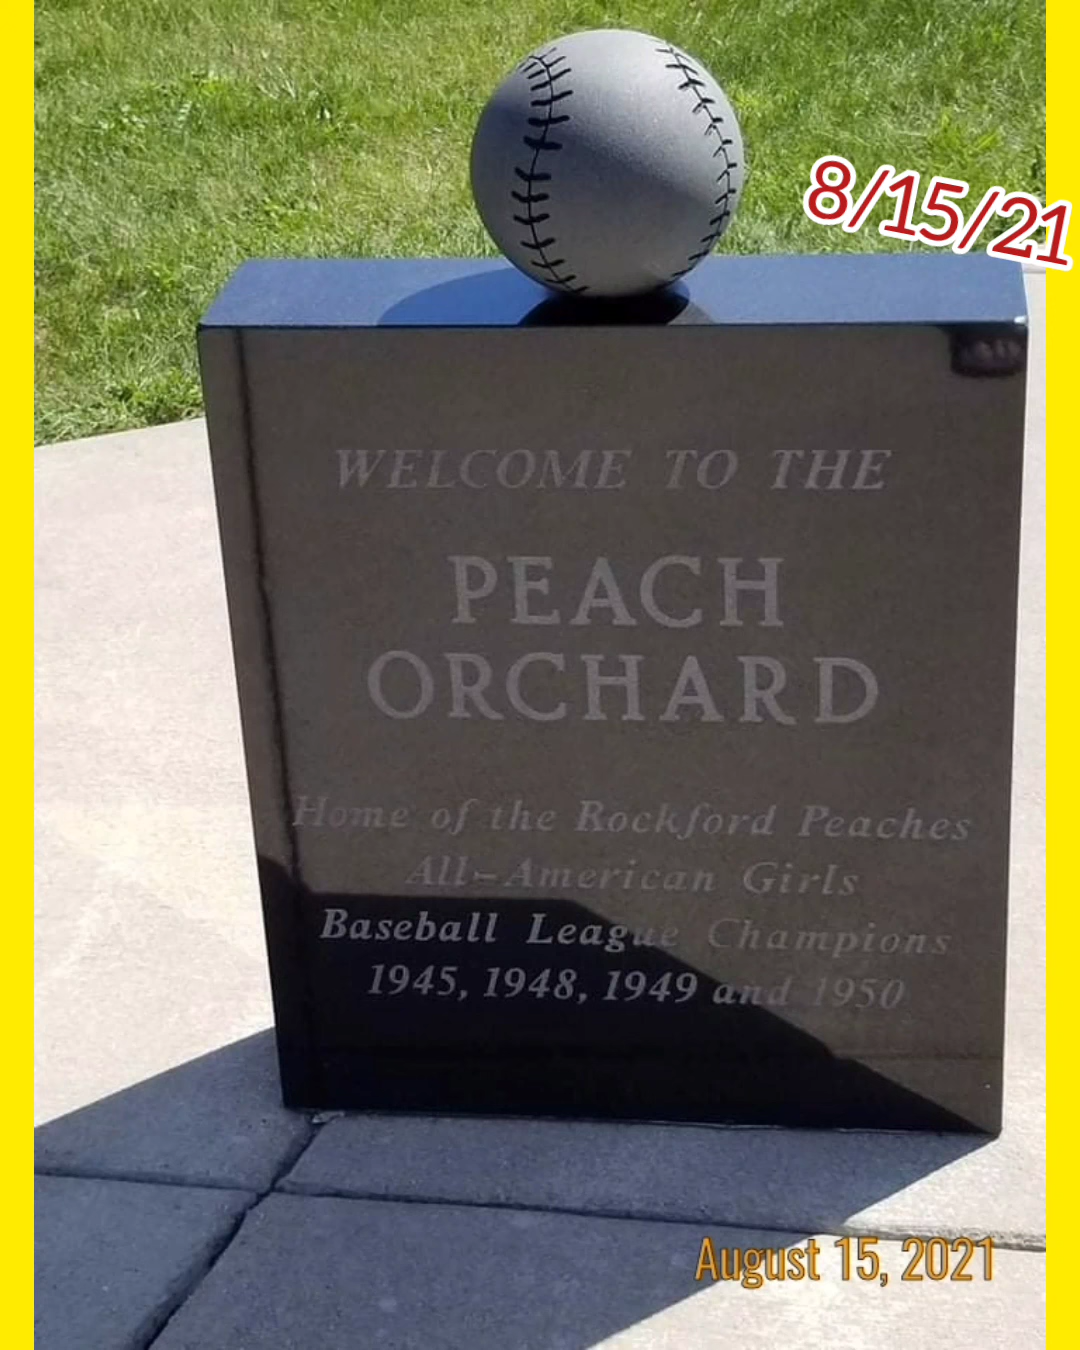 8/15/21
WELCOME TO THE
PEACH
ORCHARD
Home of the Rockford Peaches
All-American Girls
Baseball League Champions
1945, 1948, 1949 and 1950
August 15, 2021